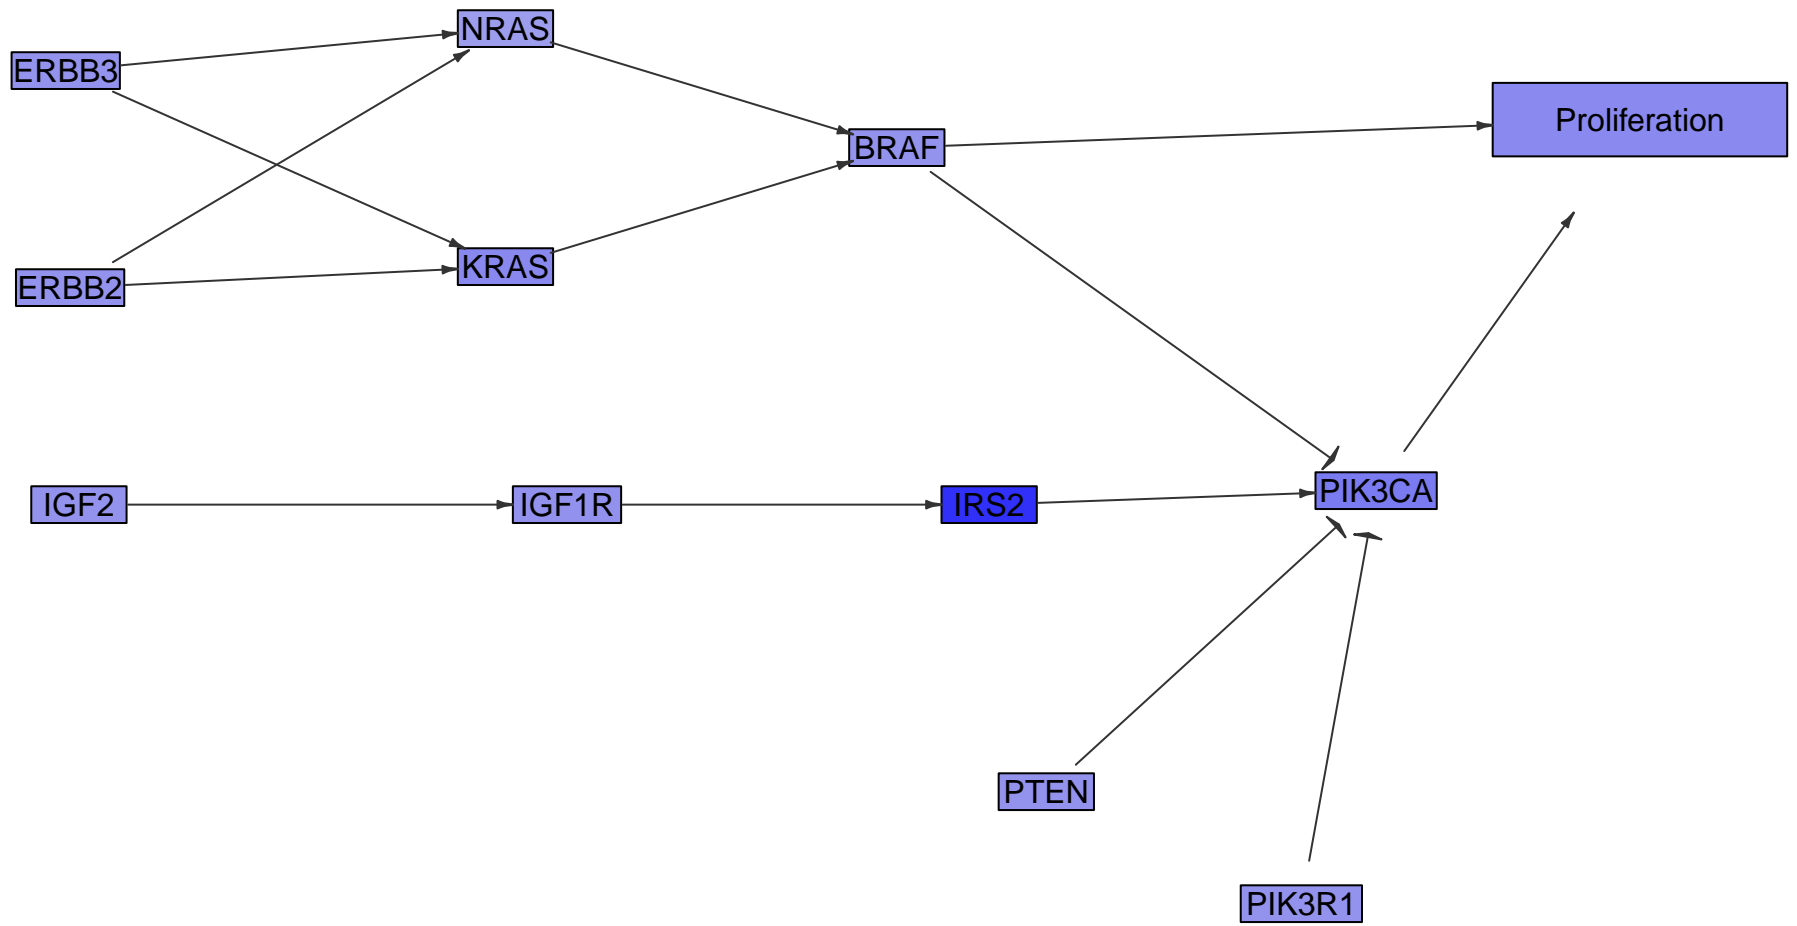 NRAS
ERBB3
Proliferation
BRAF
KRAS
ERBB2
PIK3CA
IGF2
IGF1R
IRS2
PTEN
PIK3R1